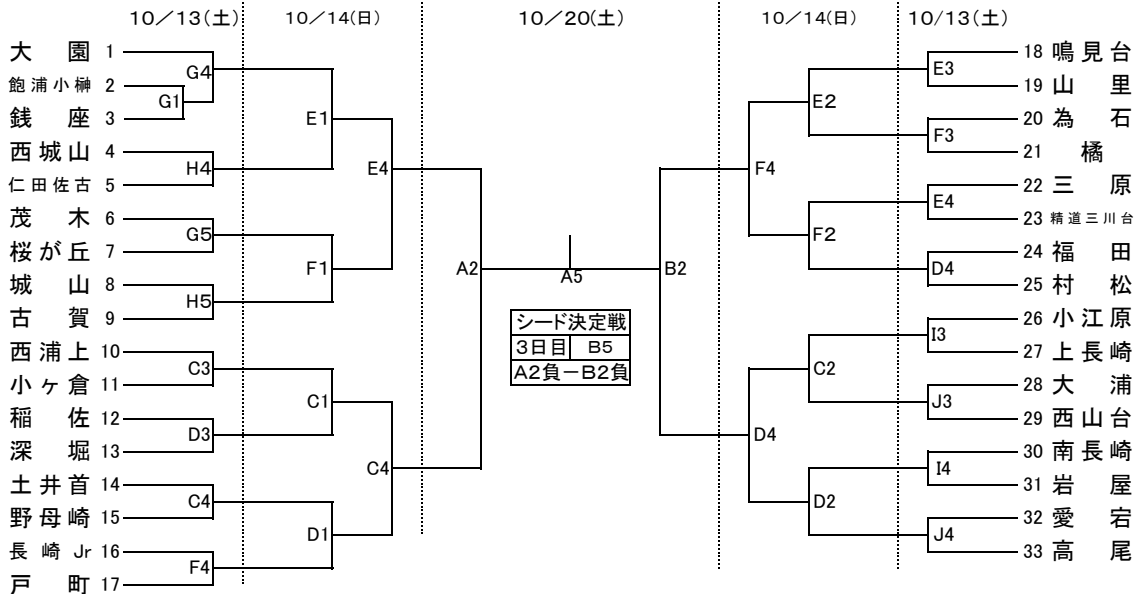 10／13(土) 10／14(日) 10／20(土) 10／14(日) 10／13(土)
大園 1
飽浦小榊 2
銭座 3
西城山 4
仁田佐古 5
茂木 6
桜が丘 7
城山 8
古賀 9
西浦上 10
小ヶ倉 11
稲佐 12
深堀 13
土井首 14
野母崎 15
長崎Jr 16
戸町 17
G4
G1
H4
G5
H5
C3
D3
C4
F4
E1
F1
C1
D1
E4
C4
A2
A5
B2
シード決定戦
3日目 B5
A2負－B2負
F4
D4
E2
F2
C2
D2
E3
F3
E4
D4
I3
J3
I4
J4
18 鳴見台
19 山里
20 為石
21 橘
22 三原
23 精道三川台
24 福田
25 村松
26 小江原
27 上長崎
28 大浦
29 西山台
30 南長崎
31 岩屋
32 愛宕
33 高尾